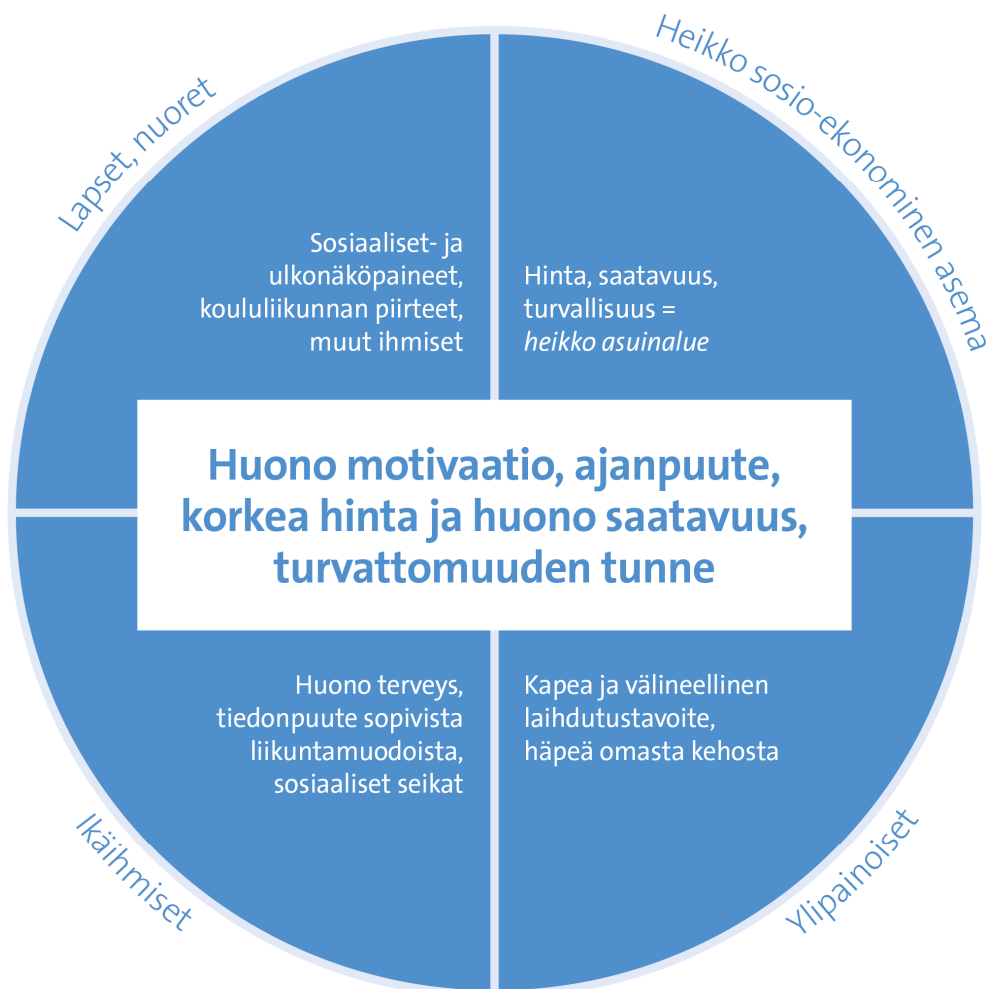 Lapset, nuoret
Heikko sosio-ekonominen asema
Sosiaaliset- ja
ulkonäköpaineet,
koululiikunnan piirteet,
muut ihmiset
Hinta, saatavuus,
turvallisuus =
heikko asuinalue
Huono motivaatio, ajanpuute,
korkea hinta ja huono saatavuus,
turvattomuuden tunne
Huono terveys,
tiedonpuute sopivista
liikuntamuodoista,
sosiaaliset seikat
Kapea ja välineellinen
laihdutustavoite,
häpeä omasta kehosta
Ikäihmiset
Ylipainoiset